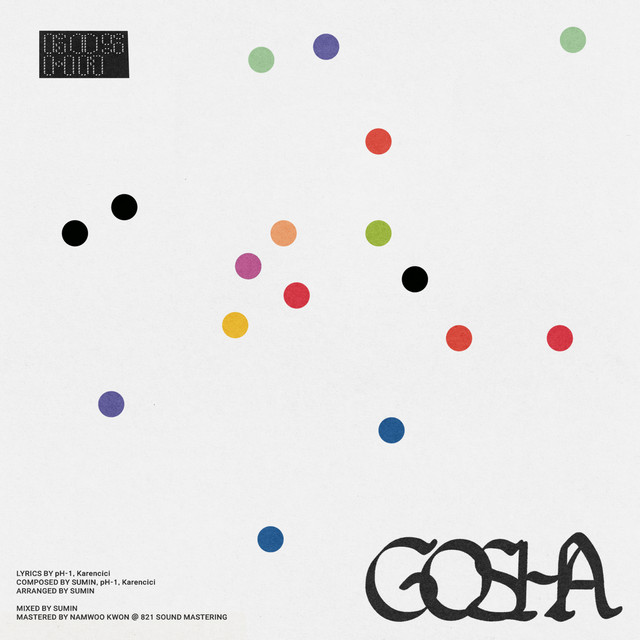 LYRICS BY pH-1, Karencici
COMPOSED BY SUMIN, pH-1, Karencici
ARRANGED BY SUMIN
MIXED BY SUMIN
MASTERED BY NAMWOO KWON @ 821 SOUND MASTERING
GOSHA